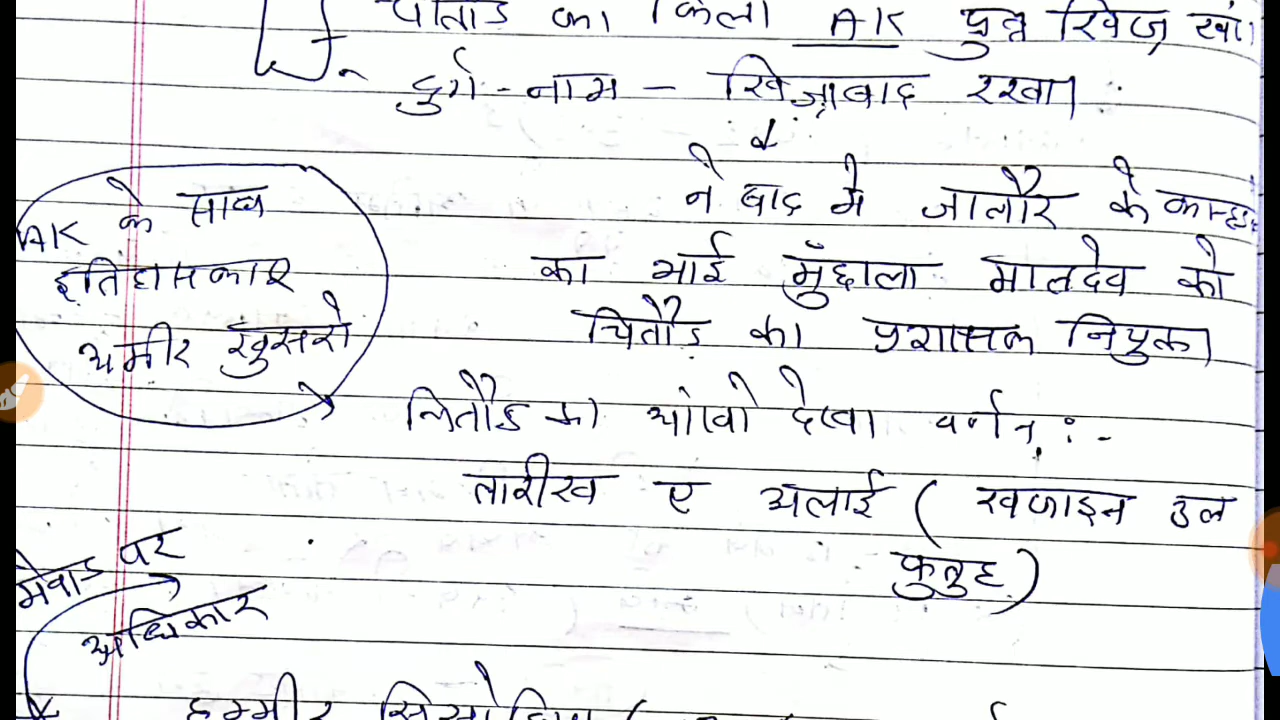 का किला AK पुत्र खिज्र खां।
दुर्ग - नाम - खिज़ाबाद रखा।
ने बाद में जालौर के कान्हड़
का भाई मुँछाला मालदेव को
चितौड़ का प्रशासक नियुक्त।
AK के साथ
इतिहासकार
अमीर खुसरो
चितौड़ का आंखो देखा वर्णन :-
तारीख ए अलाई ( खजाइन उल
फुतुह )
मेवाड पर
अधिकार
हम्मीर सिसोदिया (